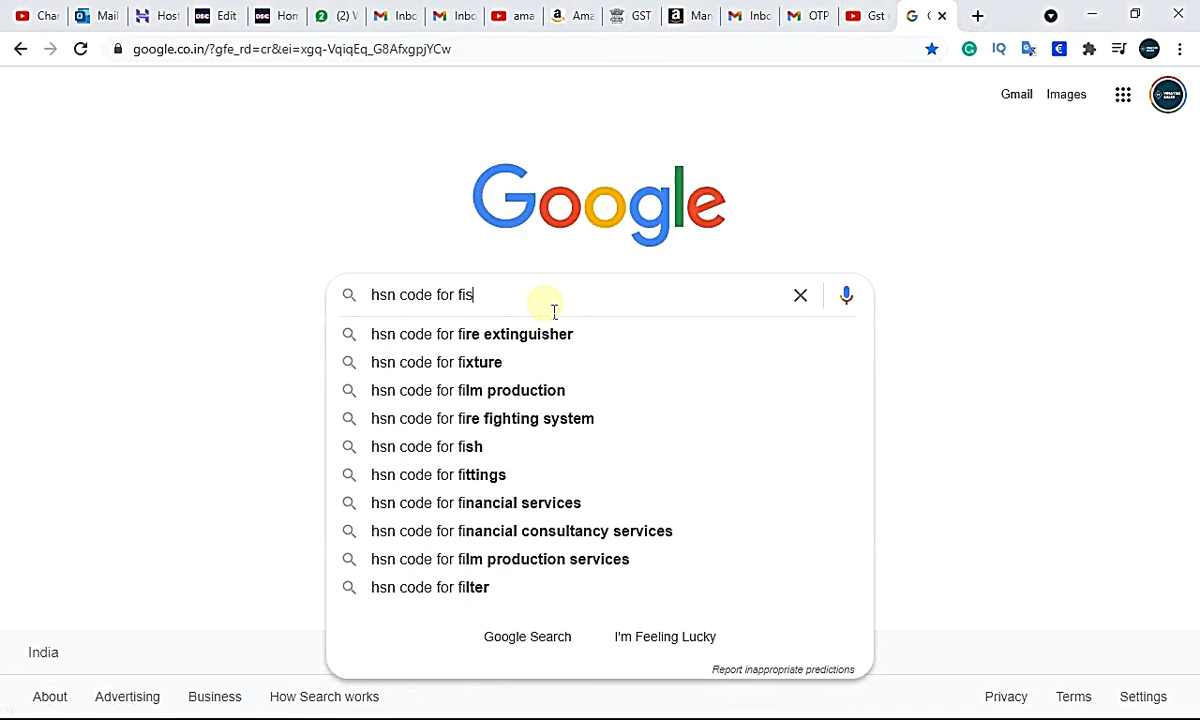 Cha Mail Host Edit Hon (2) V Inbo Inbo ama Ama GST Man Inbo OTP Gst
google.co.in/?gfe_rd=cr&ei=xgq-VqiqEq_G8AfxgpjYCw
Gmail Images
Google
hsn code for fis
hsn code for fire extinguisher
hsn code for fixture
hsn code for film production
hsn code for fire fighting system
hsn code for fish
hsn code for fittings
hsn code for financial services
hsn code for financial consultancy services
hsn code for film production services
hsn code for filter
Google Search I'm Feeling Lucky
Report inappropriate predictions
India
About Advertising Business How Search works Privacy Terms Settings